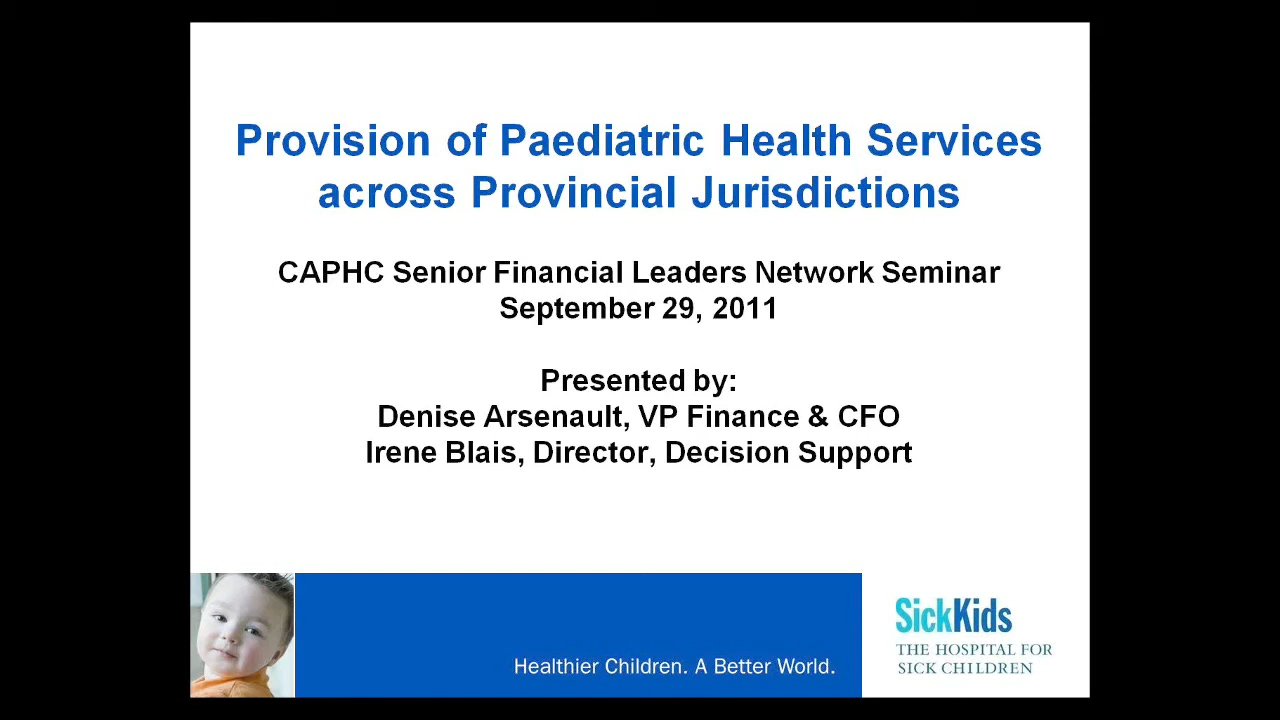 Provision of Paediatric Health Services
across Provincial Jurisdictions
CAPHC Senior Financial Leaders Network Seminar
September 29, 2011
Presented by:
Denise Arsenault, VP Finance & CFO
Irene Blais, Director, Decision Support
Healthier Children. A Better World.
SickKids
THE HOSPITAL FOR
SICK CHILDREN